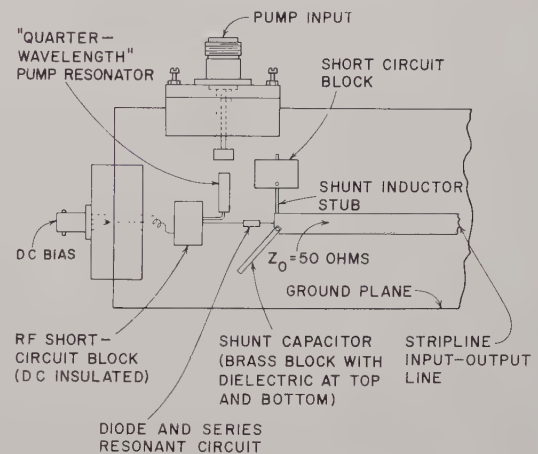 PUMP INPUT
"QUARTER-
WAVELENGTH"
PUMP RESONATOR
SHORT CIRCUIT
BLOCK
SHUNT INDUCTOR
STUB
DC BIAS
Z₀ = 50 OHMS
GROUND PLANE
RF SHORT-
CIRCUIT BLOCK
(DC INSULATED)
SHUNT CAPACITOR
(BRASS BLOCK WITH
DIELECTRIC AT TOP
AND BOTTOM)
STRIPLINE
INPUT-OUTPUT
LINE
DIODE AND SERIES
RESONANT CIRCUIT